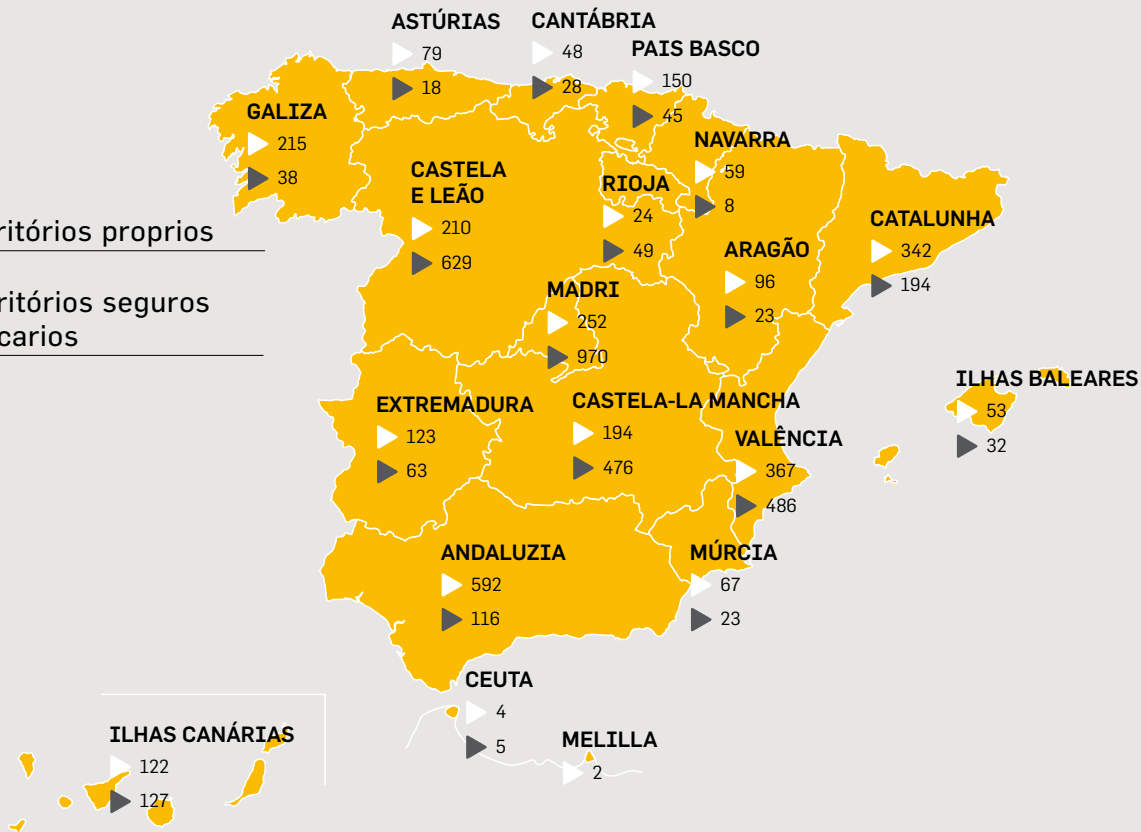 ASTÚRIAS
79
18
CANTÁBRIA
48
28
PAIS BASCO
150
45
GALIZA
215
38
NAVARRA
59
8
CASTELA
E LEÃO
210
629
RIOJA
24
49
CATALUNHA
342
194
ritórios proprios
ARAGÃO
96
23
ritórios seguros
carios
MADRI
252
970
ILHAS BALEARES
53
32
EXTREMADURA
123
63
CASTELA-LA MANCHA
194
476
VALÊNCIA
367
486
ANDALUZIA
592
116
MÚRCIA
67
23
CEUTA
4
5
MELILLA
2
ILHAS CANÁRIAS
122
127